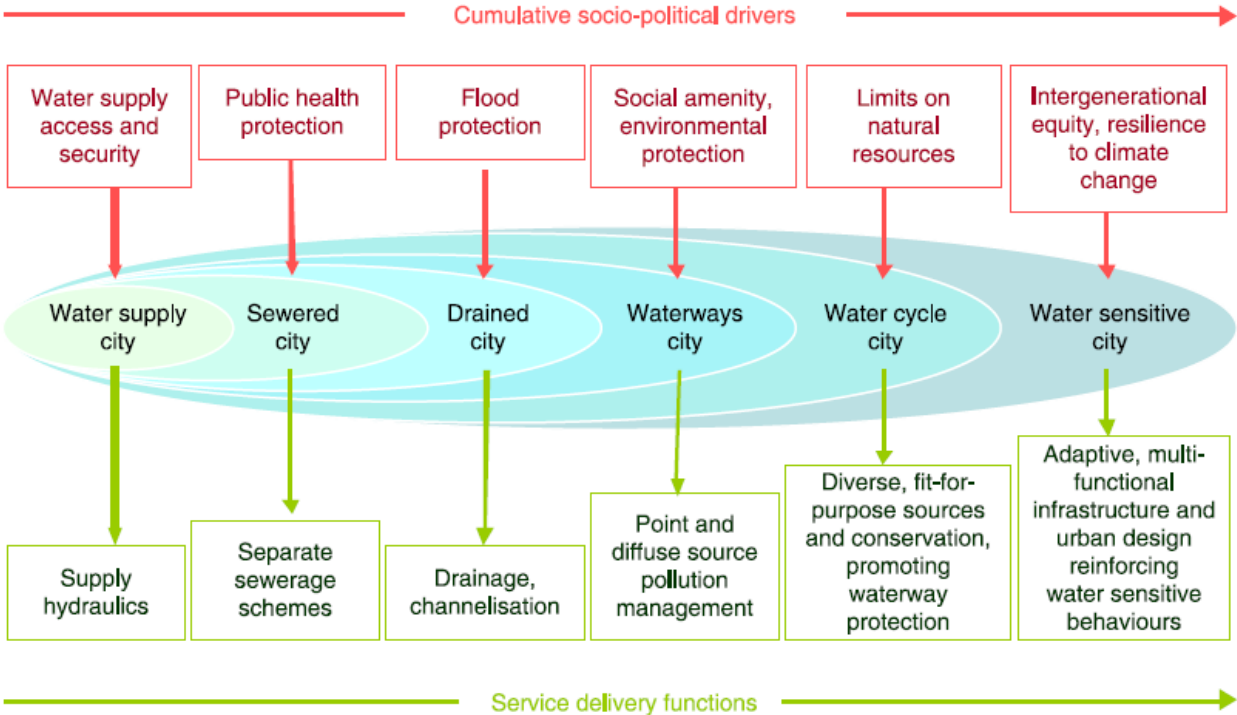 Cumulative socio-political drivers
Water supply
access and
security
Public health
protection
Flood
protection
Social amenity,
environmental
protection
Limits on
natural
resources
Intergenerational
equity, resilience
to climate
change
Water supply
city
Sewered
city
Drained
city
Waterways
city
Water cycle
city
Water sensitive
city
Supply
hydraulics
Separate
sewerage
schemes
Drainage,
channelisation
Point and
diffuse source
pollution
management
Diverse, fit-for-
purpose sources
and conservation,
promoting
waterway
protection
Adaptive, multi-
functional
infrastructure and
urban design
reinforcing
water sensitive
behaviours
Service delivery functions